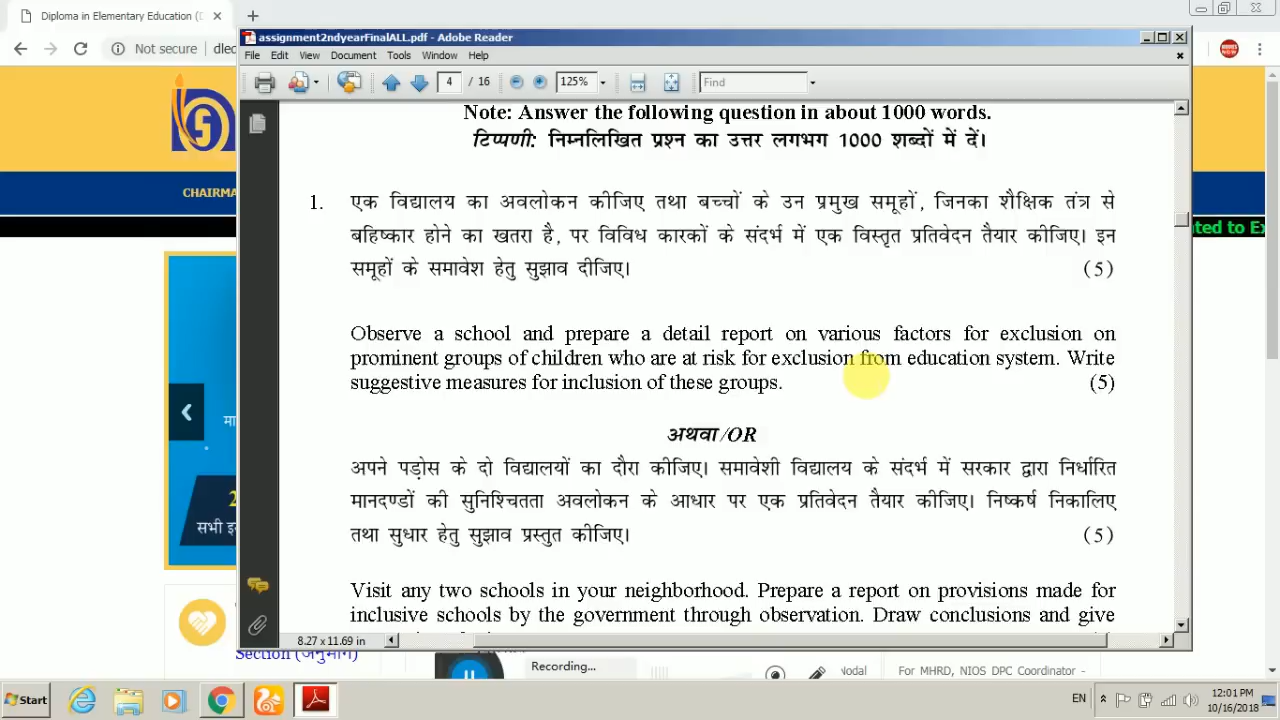 Diploma in Elementary Education (D
Not secure
dlec
assignment2ndyearFinalALL.pdf - Adobe Reader
File Edit View Document Tools Window Help
4 / 16 125% Find
CHAIRMA
ted to Ex
Note: Answer the following question in about 1000 words.
टिप्पणी: निम्नलिखित प्रश्न का उत्तर लगभग 1000 शब्दों में दें।
1. एक विद्यालय का अवलोकन कीजिए तथा बच्चों के उन प्रमुख समूहों, जिनका शैक्षिक तंत्र से
बहिष्कार होने का खतरा है, पर विविध कारकों के संदर्भ में एक विस्तृत प्रतिवेदन तैयार कीजिए। इन
समूहों के समावेश हेतु सुझाव दीजिए। (5)
Observe a school and prepare a detail report on various factors for exclusion on
prominent groups of children who are at risk for exclusion from education system. Write
suggestive measures for inclusion of these groups. (5)
अथवा/OR
अपने पड़ोस के दो विद्यालयों का दौरा कीजिए। समावेशी विद्यालय के संदर्भ में सरकार द्वारा निर्धारित
मानदण्डों की सुनिश्चितता अवलोकन के आधार पर एक प्रतिवेदन तैयार कीजिए। निष्कर्ष निकालिए
तथा सुधार हेतु सुझाव प्रस्तुत कीजिए। (5)
Visit any two schools in your neighborhood. Prepare a report on provisions made for
inclusive schools by the government through observation. Draw conclusions and give
सभी इ
8.27 x 11.69 in
Section (अनुभाग)
Recording...
Nodal
For MHRD, NIOS DPC Coordinator -
Start
EN
12:01 PM
10/16/2018